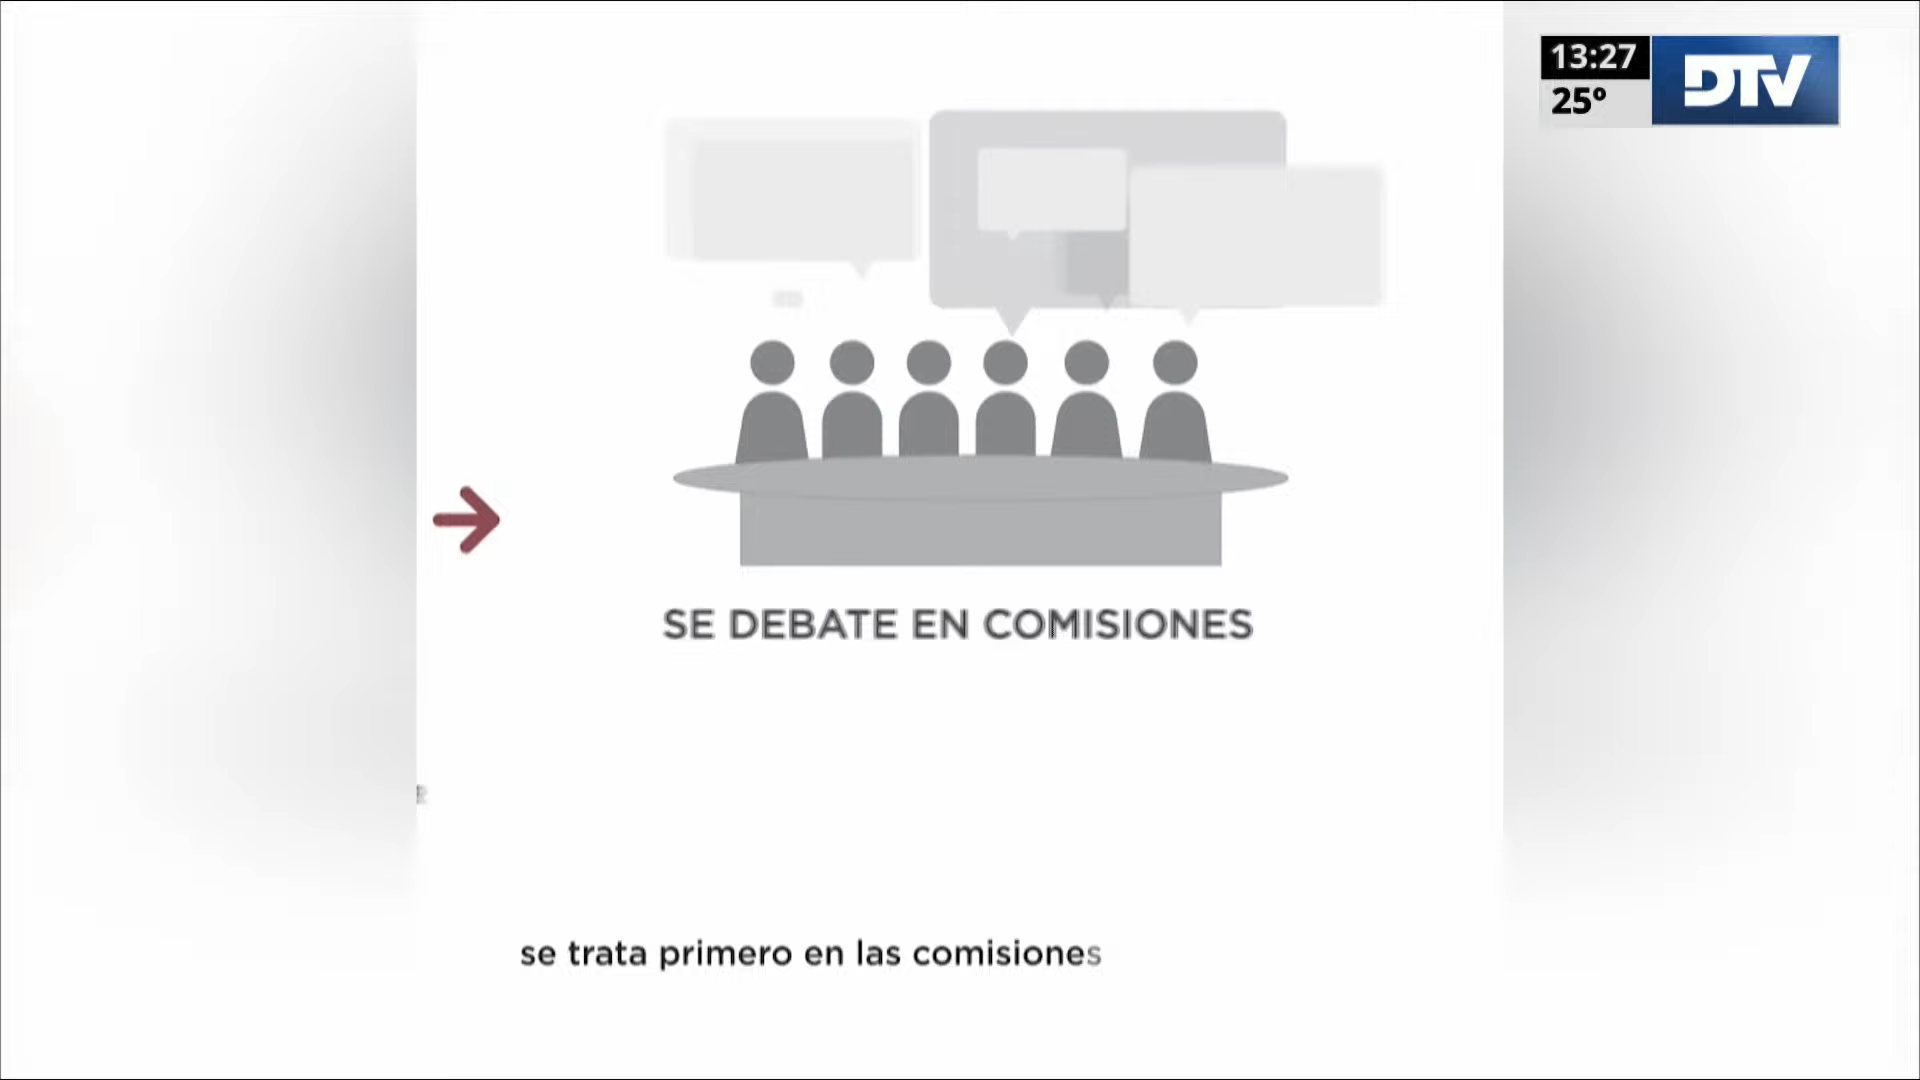 13:27
25°
DTV
SE DEBATE EN COMISIONES
se trata primero en las comisiones